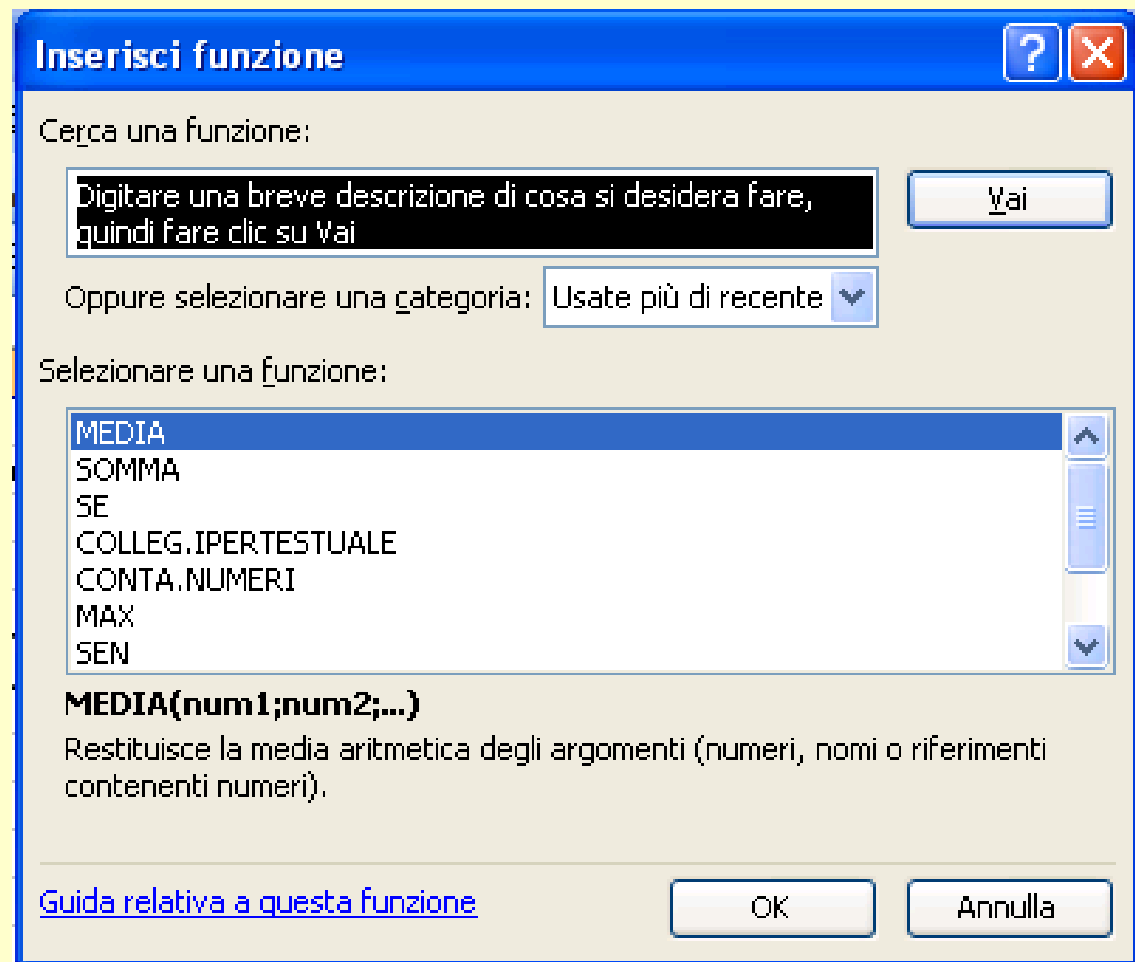 Inserisci funzione
Cerca una funzione:
Digitare una breve descrizione di cosa si desidera fare,
quindi fare clic su Vai
Vai
Oppure selezionare una categoria: Usate più di recente
Selezionare una funzione:
MEDIA
SOMMA
SE
COLLEG.IPERTESTUALE
CONTA.NUMERI
MAX
SEN
MEDIA(num1;num2;...)
Restituisce la media aritmetica degli argomenti (numeri, nomi o riferimenti
contenenti numeri).
Guida relativa a questa funzione
OK
Annulla